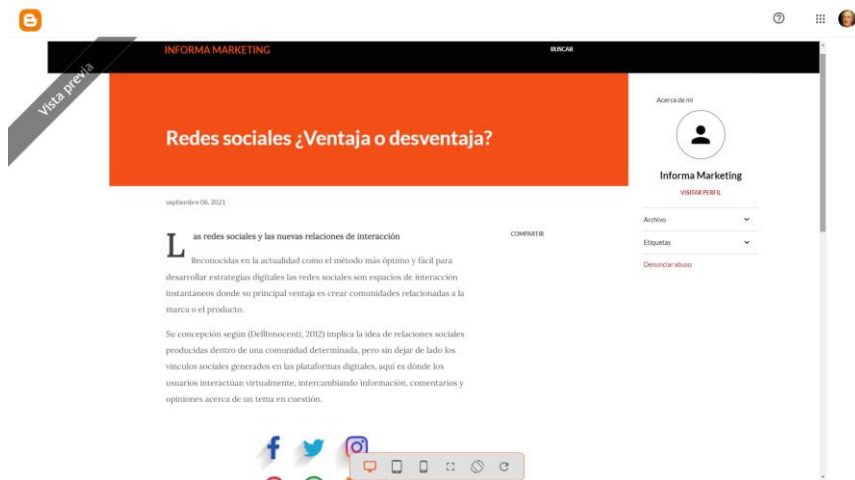 Vista previa
INFORMA MARKETING
BUSCAR
Redes sociales ¿Ventaja o desventaja?
septiembre 06, 2021
Las redes sociales y las nuevas relaciones de interacción
COMPARTIR
Reconocidas en la actualidad como el método más óptimo y fácil para
desarrollar estrategias digitales las redes sociales son espacios de interacción
instantáneos donde su principal ventaja es crear comunidades relacionadas a la
marca o el producto.
Su concepción según (Dellinnocenti, 2012) implica la idea de relaciones sociales
producidas dentro de una comunidad determinada, pero sin dejar de lado los
vínculos sociales generados en las plataformas digitales, aquí es dónde los
usuarios interactúan virtualmente, intercambiando información, comentarios y
opiniones acerca de un tema en cuestión.
Acerca de mí
Informa Marketing
VISITAR PERFIL
Archivo
Etiquetas
Denunciar abuso